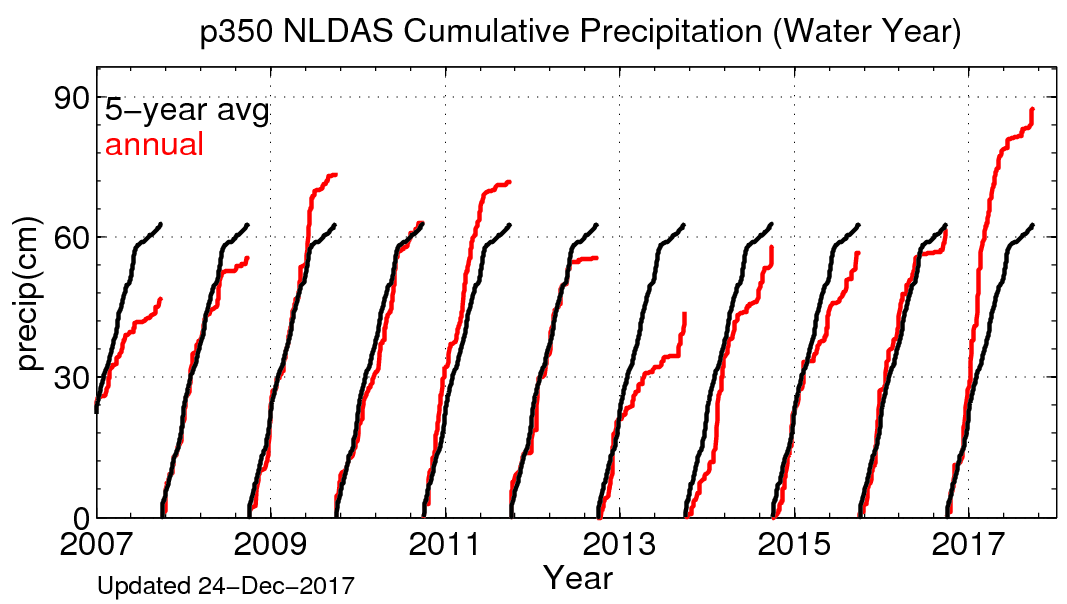 p350 NLDAS Cumulative Precipitation (Water Year)
90
5−year avg
annual
60
precip(cm)
30
0
2007 2009 2011 2013 2015 2017
Year
Updated 24−Dec−2017